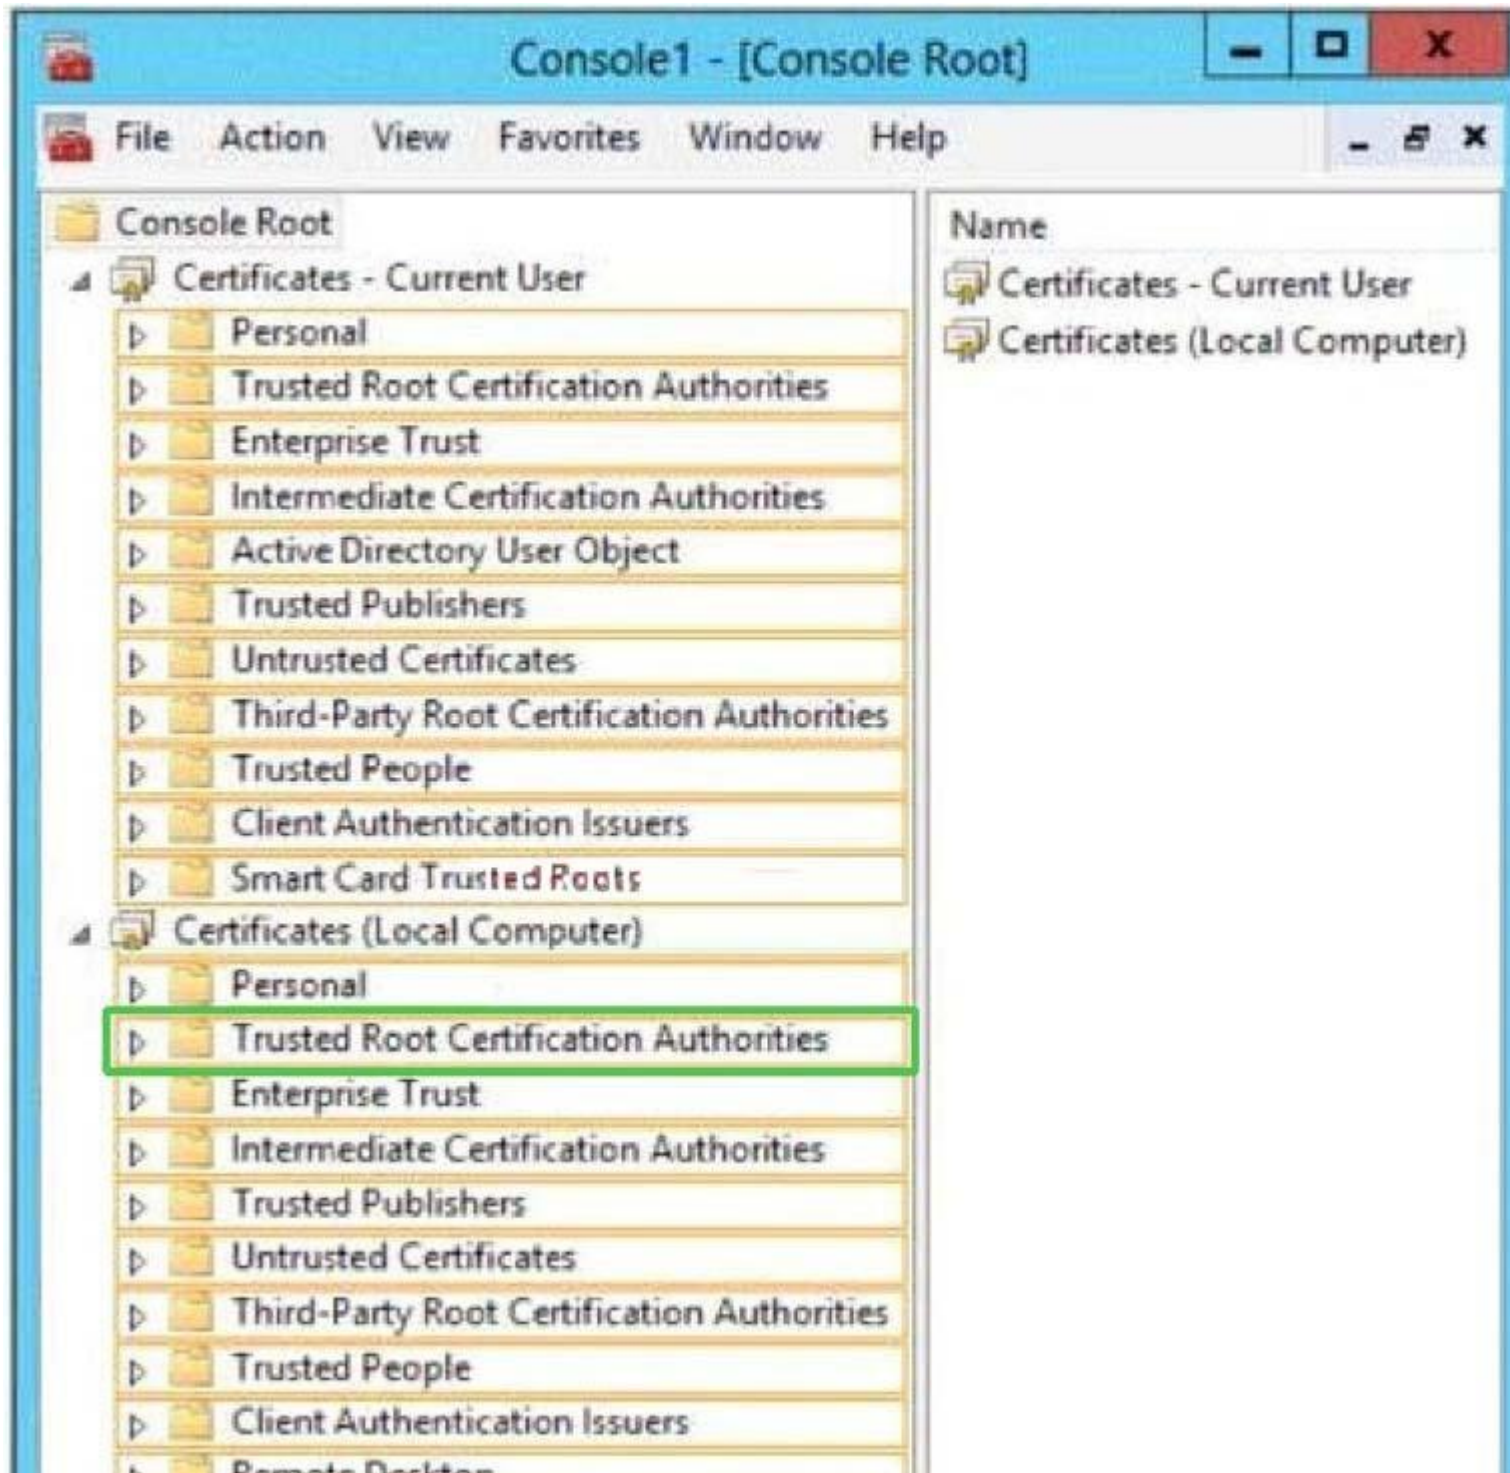 Console1 - [Console Root]
File Action View Favorites Window Help
Console Root
Certificates - Current User
Personal
Trusted Root Certification Authorities
Enterprise Trust
Intermediate Certification Authorities
Active Directory User Object
Trusted Publishers
Untrusted Certificates
Third-Party Root Certification Authorities
Trusted People
Client Authentication Issuers
Smart Card Trusted Roots
Certificates (Local Computer)
Personal
Trusted Root Certification Authorities
Enterprise Trust
Intermediate Certification Authorities
Trusted Publishers
Untrusted Certificates
Third-Party Root Certification Authorities
Trusted People
Client Authentication Issuers
Remote Desktop
Name
Certificates - Current User
Certificates (Local Computer)